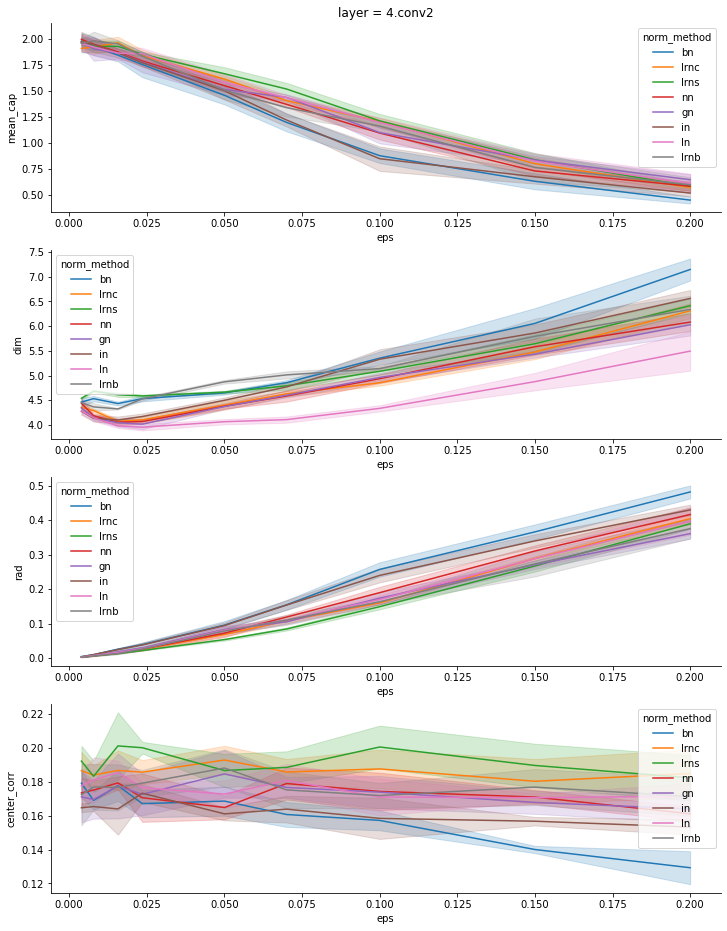 layer = 4.conv2
mean_cap
2.00
1.75
1.50
1.25
1.00
0.75
0.50
norm_method
bn
lrnc
lrns
nn
gn
in
ln
lrnb
0.000 0.025 0.050 0.075 0.100 0.125 0.150 0.175 0.200
eps
dim
7.5
7.0
6.5
6.0
5.5
5.0
4.5
4.0
norm_method
bn
lrnc
lrns
nn
gn
in
ln
lrnb
0.000 0.025 0.050 0.075 0.100 0.125 0.150 0.175 0.200
eps
rad
0.5
0.4
0.3
0.2
0.1
0.0
norm_method
bn
lrnc
lrns
nn
gn
in
ln
lrnb
0.000 0.025 0.050 0.075 0.100 0.125 0.150 0.175 0.200
eps
center_corr
0.22
0.20
0.18
0.16
0.14
0.12
norm_method
bn
lrnc
lrns
nn
gn
in
ln
lrnb
0.000 0.025 0.050 0.075 0.100 0.125 0.150 0.175 0.200
eps